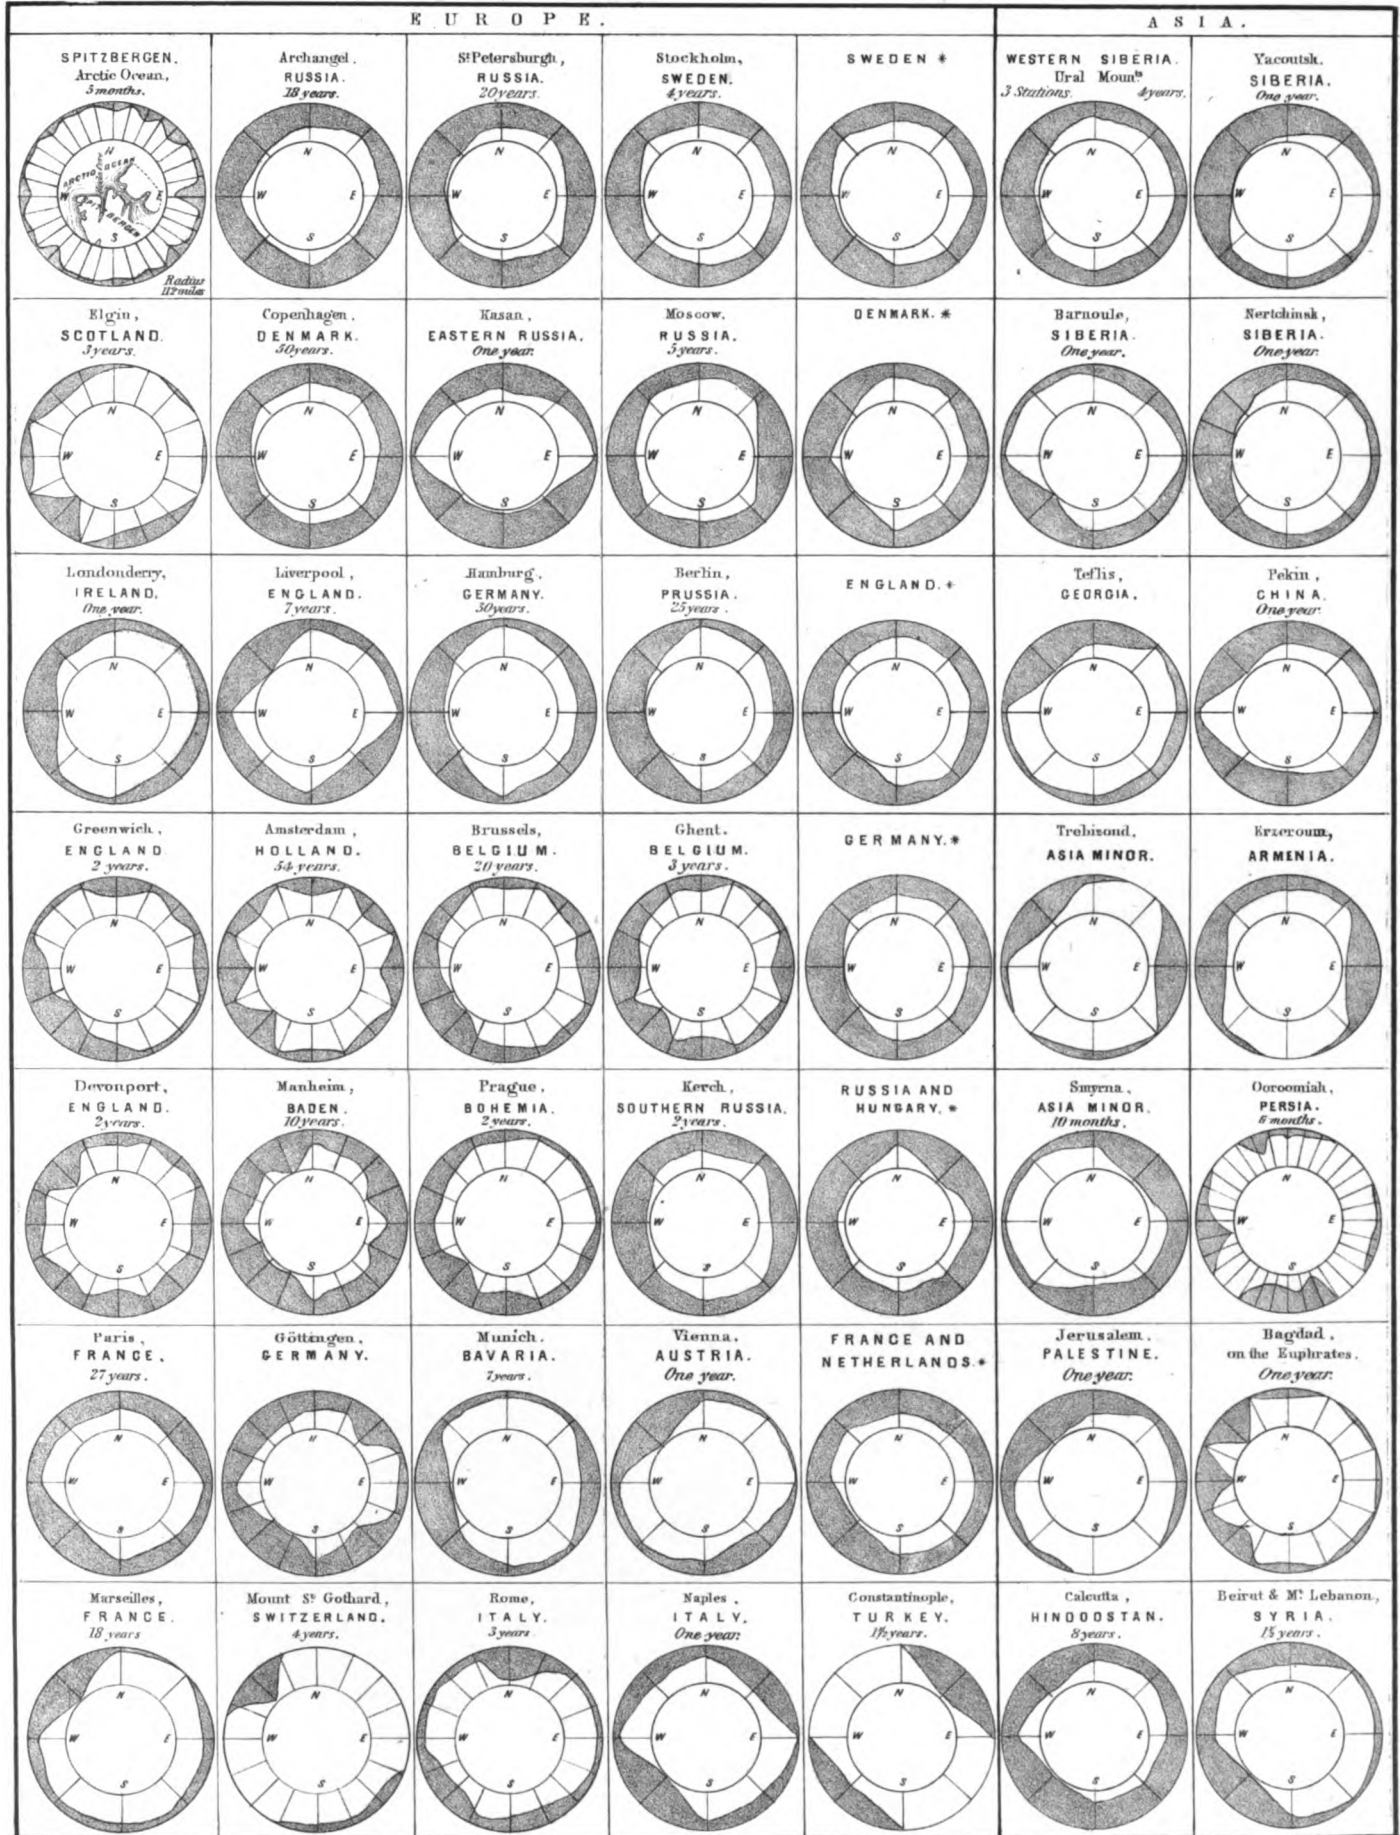 EUROPE.
ASIA.
SPITZBERGEN.
Arctic Ocean,
5 months.
N
ARCTIC OCEAN
W
E
SPITZBERGEN
S
Radius
112 miles
Archangel.
RUSSIA.
18 years.
N
W E
S
St Petersburgh,
RUSSIA.
20 years.
N
W E
S
Stockholm,
SWEDEN.
4 years.
N
W E
S
SWEDEN *
N
W E
S
WESTERN SIBERIA.
Ural Mounts
3 Stations. 4 years.
N
W E
S
Yacoutsk.
SIBERIA.
One year.
N
W E
S
Elgin,
SCOTLAND.
3 years.
N
W E
S
Copenhagen.
DENMARK.
50 years.
N
W E
S
Kasan,
EASTERN RUSSIA.
One year.
N
W E
S
Moscow.
RUSSIA.
5 years.
N
W E
S
DENMARK. *
N
W E
S
Barnoule,
SIBERIA.
One year.
N
W E
S
Nertchinsk,
SIBERIA.
One year.
N
W E
S
Londonderry,
IRELAND.
One year.
N
W E
S
Liverpool,
ENGLAND.
7 years.
N
W E
S
Hamburg.
GERMANY.
30 years.
N
W E
S
Berlin,
PRUSSIA.
25 years.
N
W E
S
ENGLAND. *
N
W E
S
Teflis,
GEORGIA.
N
W E
S
Pekin,
CHINA.
One year.
N
W E
S
Greenwich,
ENGLAND
2 years.
N
W E
S
Amsterdam,
HOLLAND.
54 years.
N
W E
S
Brussels,
BELGIUM.
20 years.
N
W E
S
Ghent.
BELGIUM.
3 years.
N
W E
S
GERMANY. *
N
W E
S
Trebizond,
ASIA MINOR.
N
W E
S
Erzeroum,
ARMENIA.
N
W E
S
Devonport,
ENGLAND.
2 years.
N
W E
S
Manheim,
BADEN.
10 years.
N
W E
S
Prague,
BOHEMIA.
2 years.
N
W E
S
Kerch,
SOUTHERN RUSSIA.
2 years.
N
W E
S
RUSSIA AND
HUNGARY. *
N
W E
S
Smyrna,
ASIA MINOR.
10 months.
N
W E
S
Ooroomiah,
PERSIA.
6 months.
N
W E
S
Paris,
FRANCE.
27 years.
N
W E
S
Göttingen,
GERMANY.
N
W E
S
Munich.
BAVARIA.
7 years.
N
W E
S
Vienna.
AUSTRIA.
One year.
N
W E
S
FRANCE AND
NETHERLANDS. *
N
W E
S
Jerusalem.
PALESTINE.
One year.
N
W E
S
Bagdad,
on the Euphrates.
One year.
N
W E
S
Marseilles,
FRANCE.
18 years
N
W E
S
Mount St Gothard,
SWITZERLAND.
4 years.
N
W E
S
Rome,
ITALY.
3 years
N
W E
S
Naples,
ITALY.
One year.
N
W E
S
Constantinople,
TURKEY.
1½ years.
N
W E
S
Calcutta,
HINDOOSTAN.
8 years.
N
W E
S
Beirut & Mt Lebanon,
SYRIA.
N
W E
S